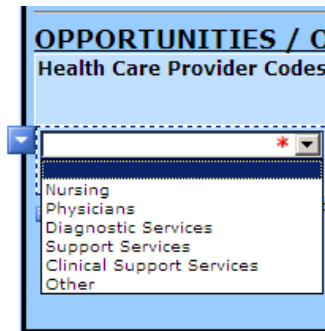 OPPORTUNITIES / O
Health Care Provider Codes
*
Nursing
Physicians
Diagnostic Services
Support Services
Clinical Support Services
Other